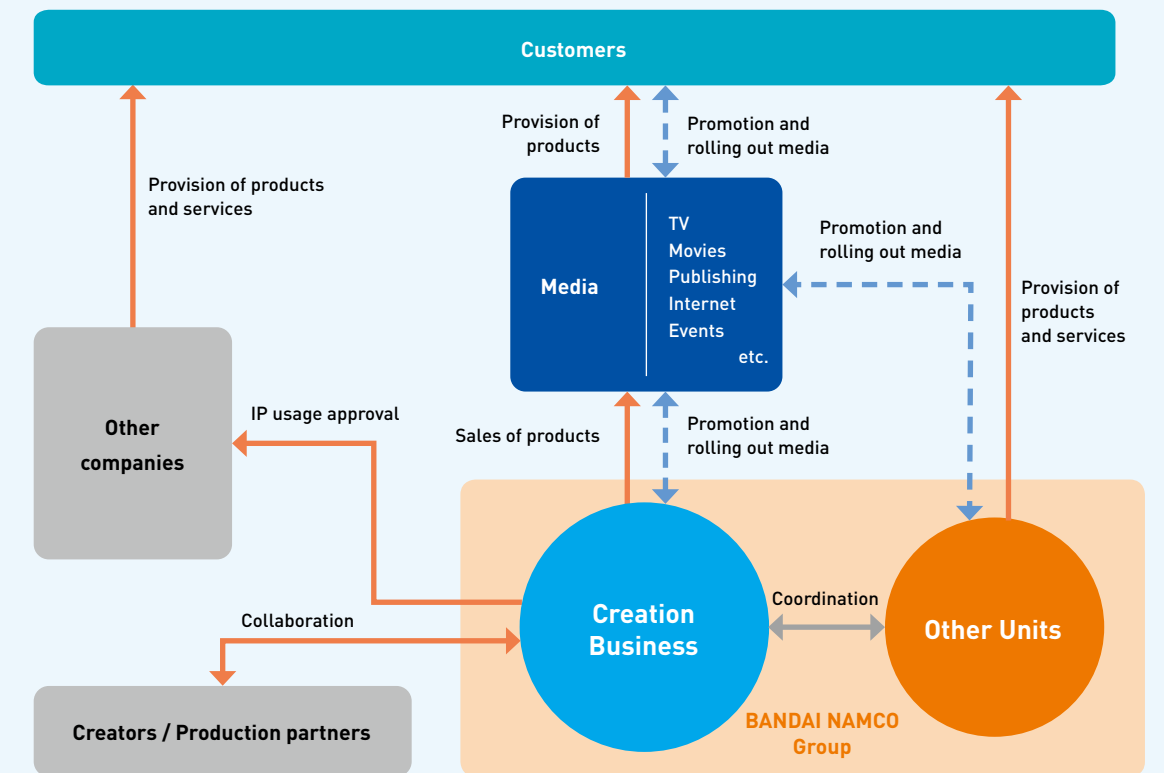 Customers
Provision of
products
Promotion and
rolling out media
Provision of products
and services
TV
Movies
Publishing
Internet
Events
etc.
Media
Promotion and
rolling out media
Provision of
products
and services
Other
companies
IP usage approval
Sales of products
Promotion and
rolling out media
Creation
Business
Coordination
Other Units
Collaboration
BANDAI NAMCO
Group
Creators / Production partners